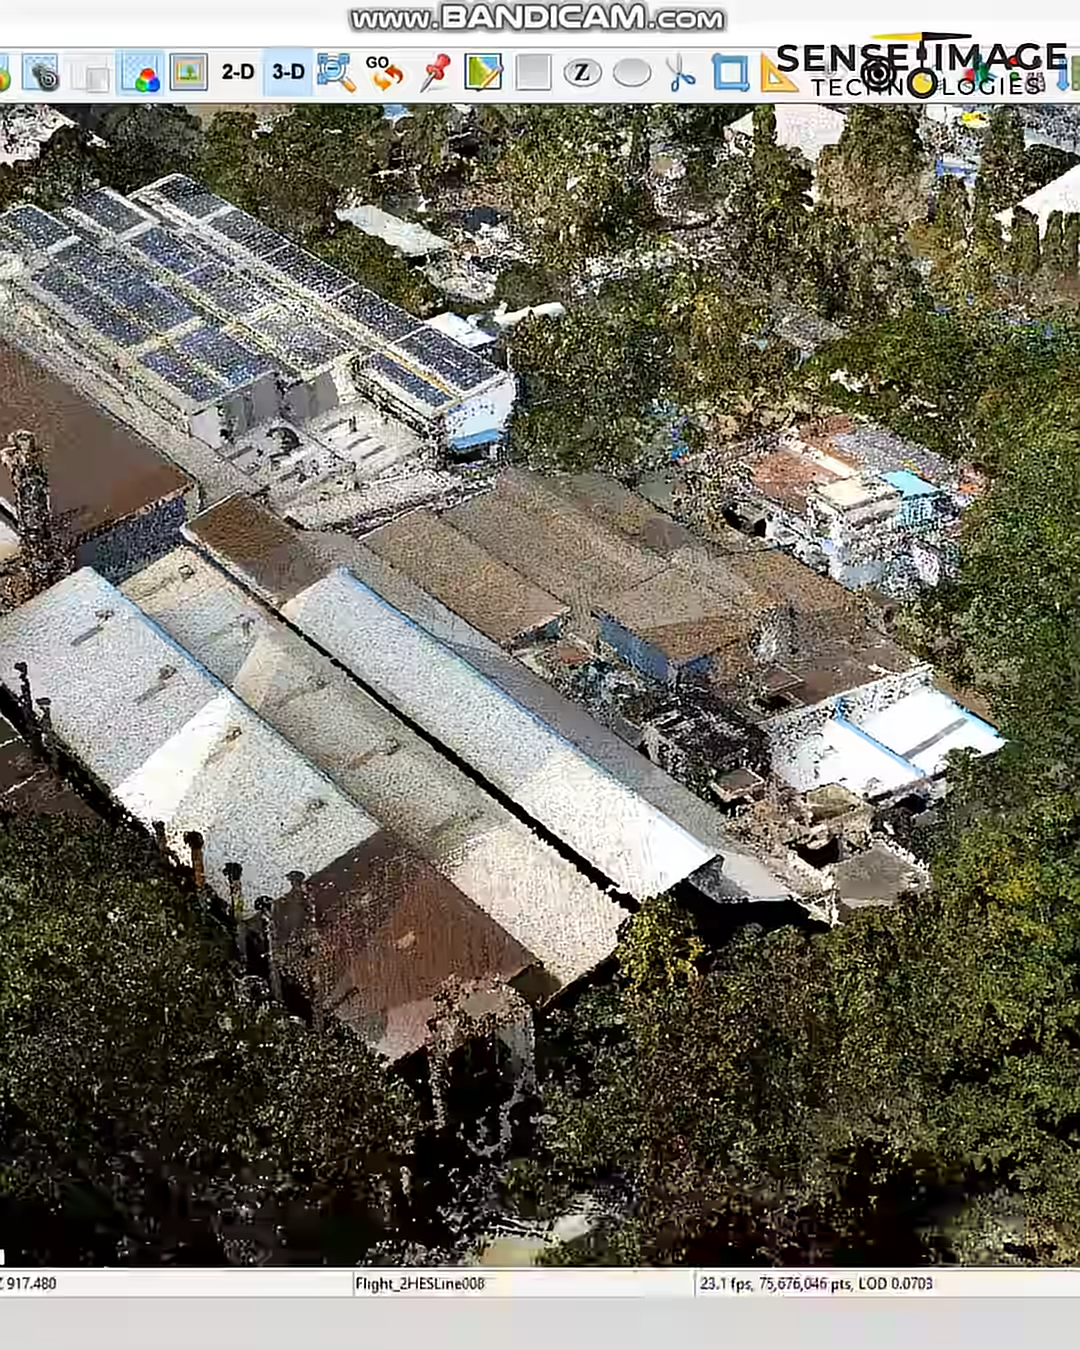 www.BANDICAM.com
SENSE IMAGE
TECHNOLOGIES
2-D
3-D
GO
Z
Z 917.480
Flight_2HESLine008
23.1 fps, 75,676,046 pts, LOD 0.0703